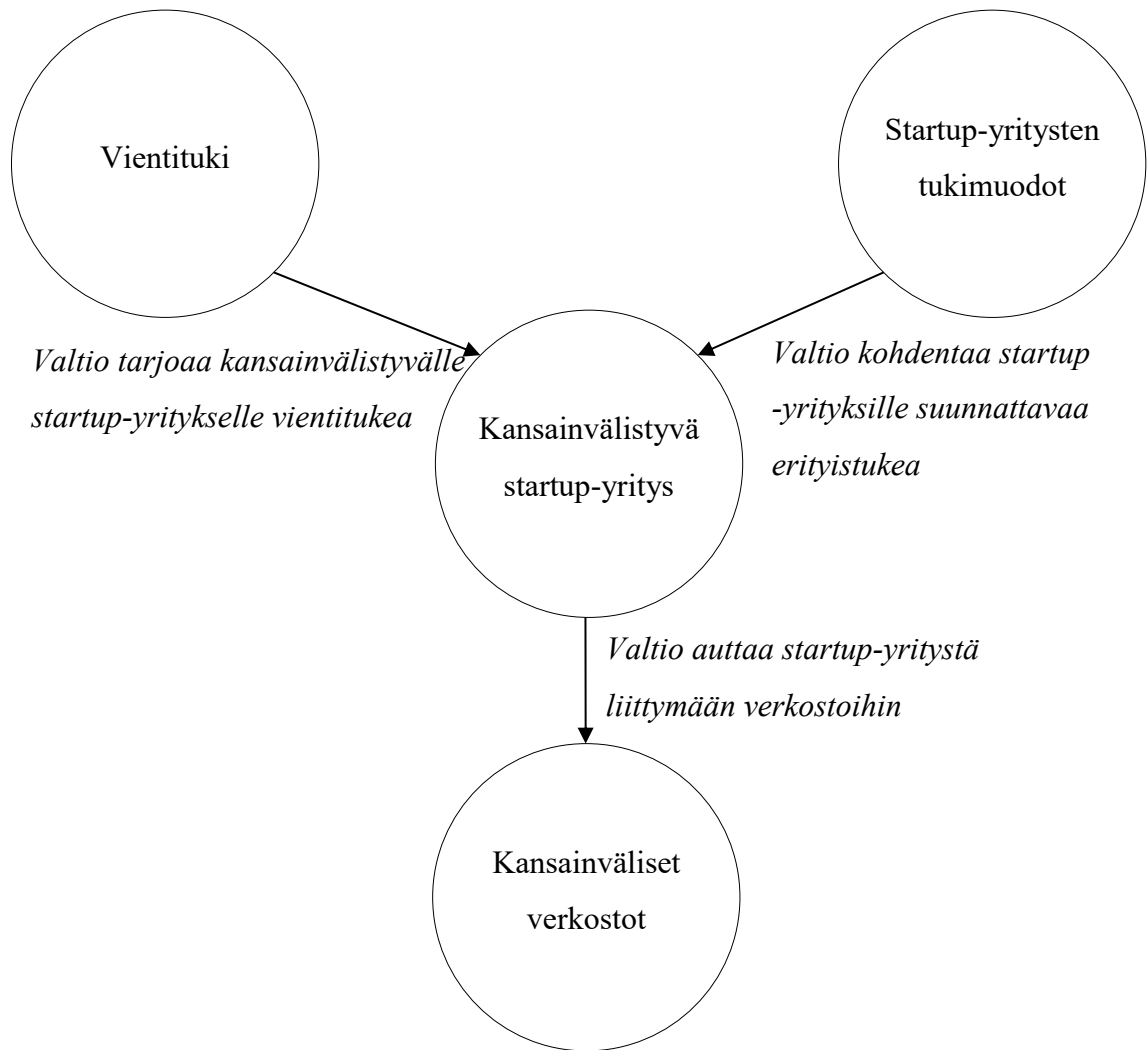 Vientituki
Startup-yritysten
tukimuodot
Valtio tarjoaa kansainvälistyvälle
startup-yritykselle vientitukea
Valtio kohdentaa startup
-yrityksille suunnattavaa
erityistukea
Kansainvälistyvä
startup-yritys
Valtio auttaa startup-yritystä
liittymään verkostoihin
Kansainväliset
verkostot